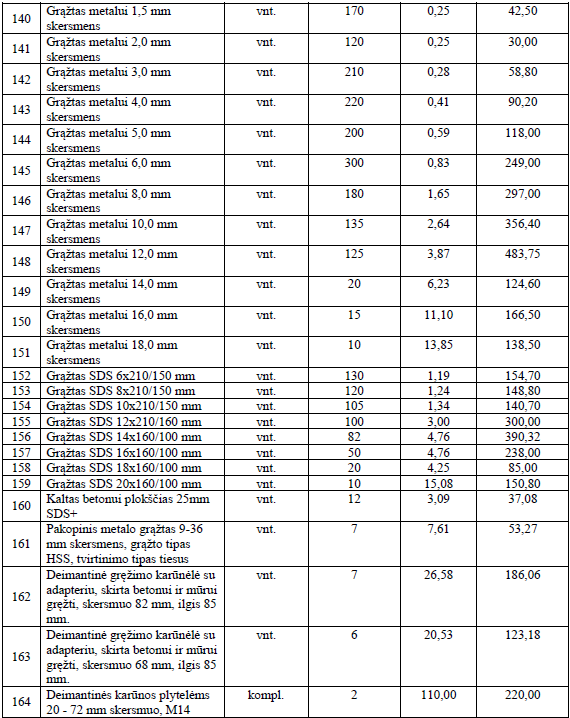 140 Grąžtas metalui 1,5 mm vnt. 170 0,25 42,50
skersmens
141 Grąžtas metalui 2,0 mm vnt. 120 0,25 30,00
skersmens
142 Grąžtas metalui 3,0 mm vnt. 210 0,28 58,80
skersmens
143 Grąžtas metalui 4,0 mm vnt. 220 0,41 90,20
skersmens
144 Grąžtas metalui 5,0 mm vnt. 200 0,59 118,00
skersmens
145 Grąžtas metalui 6,0 mm vnt. 300 0,83 249,00
skersmens
146 Grąžtas metalui 8,0 mm vnt. 180 1,65 297,00
skersmens
147 Grąžtas metalui 10,0 mm vnt. 135 2,64 356,40
skersmens
148 Grąžtas metalui 12,0 mm vnt. 125 3,87 483,75
skersmens
149 Grąžtas metalui 14,0 mm vnt. 20 6,23 124,60
skersmens
150 Grąžtas metalui 16,0 mm vnt. 15 11,10 166,50
skersmens
151 Grąžtas metalui 18,0 mm vnt. 10 13,85 138,50
skersmens
152 Grąžtas SDS 6x210/150 mm vnt. 130 1,19 154,70
153 Grąžtas SDS 8x210/150 mm vnt. 120 1,24 148,80
154 Grąžtas SDS 10x210/150 mm vnt. 105 1,34 140,70
155 Grąžtas SDS 12x210/160 mm vnt. 100 3,00 300,00
156 Grąžtas SDS 14x160/100 mm vnt. 82 4,76 390,32
157 Grąžtas SDS 16x160/100 mm vnt. 50 4,76 238,00
158 Grąžtas SDS 18x160/100 mm vnt. 20 4,25 85,00
159 Grąžtas SDS 20x160/100 mm vnt. 10 15,08 150,80
160 Kaltas betonui plokščias 25mm vnt. 12 3,09 37,08
SDS+
161 Pakopinis metalo grąžtas 9-36 vnt. 7 7,61 53,27
mm skersmens, grąžto tipas
HSS, tvirtinimo tipas tiesus
162 Deimantinė gręžimo karūnėlė su vnt. 7 26,58 186,06
adapteriu, skirta betonui ir mūrui
gręžti, skersmuo 82 mm, ilgis 85
mm.
163 Deimantinė gręžimo karūnėlė su vnt. 6 20,53 123,18
adapteriu, skirta betonui ir mūrui
gręžti, skersmuo 68 mm, ilgis 85
mm.
164 Deimantinės karūnos plytelėms kompl. 2 110,00 220,00
20 - 72 mm skersmuo, M14